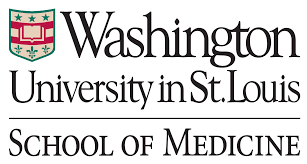 Washington
University in St. Louis
SCHOOL OF MEDICINE